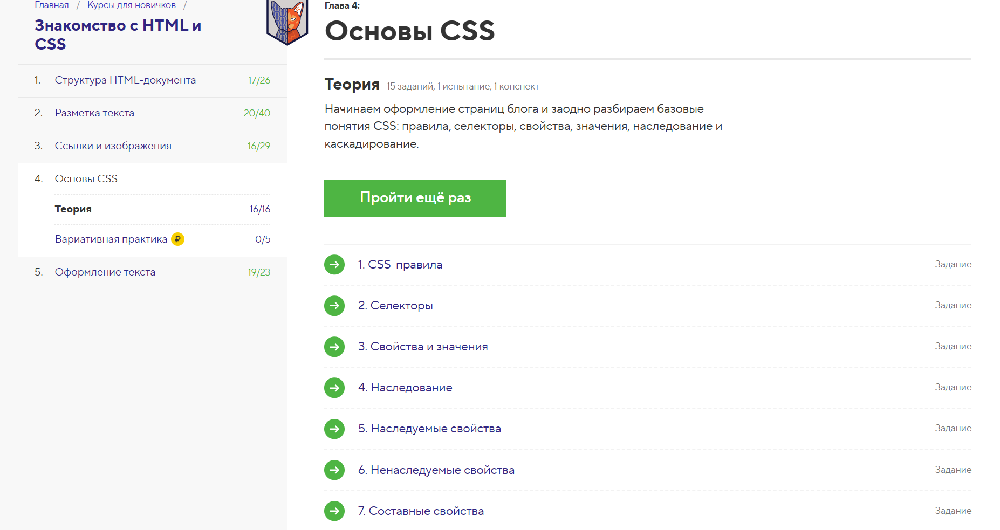 Главная / Курсы для новичков /
Знакомство с HTML и
CSS
1. Структура HTML-документа 17/26
2. Разметка текста 20/40
3. Ссылки и изображения 16/29
4. Основы CSS
Теория 16/16
Вариативная практика ₽ 0/5
5. Оформление текста 19/23
Глава 4:
Основы CSS
Теория 15 заданий, 1 испытание, 1 конспект
Начинаем оформление страниц блога и заодно разбираем базовые
понятия CSS: правила, селекторы, свойства, значения, наследование и
каскадирование.
Пройти ещё раз
1. CSS-правила Задание
2. Селекторы Задание
3. Свойства и значения Задание
4. Наследование Задание
5. Наследуемые свойства Задание
6. Ненаследуемые свойства Задание
7. Составные свойства Задание